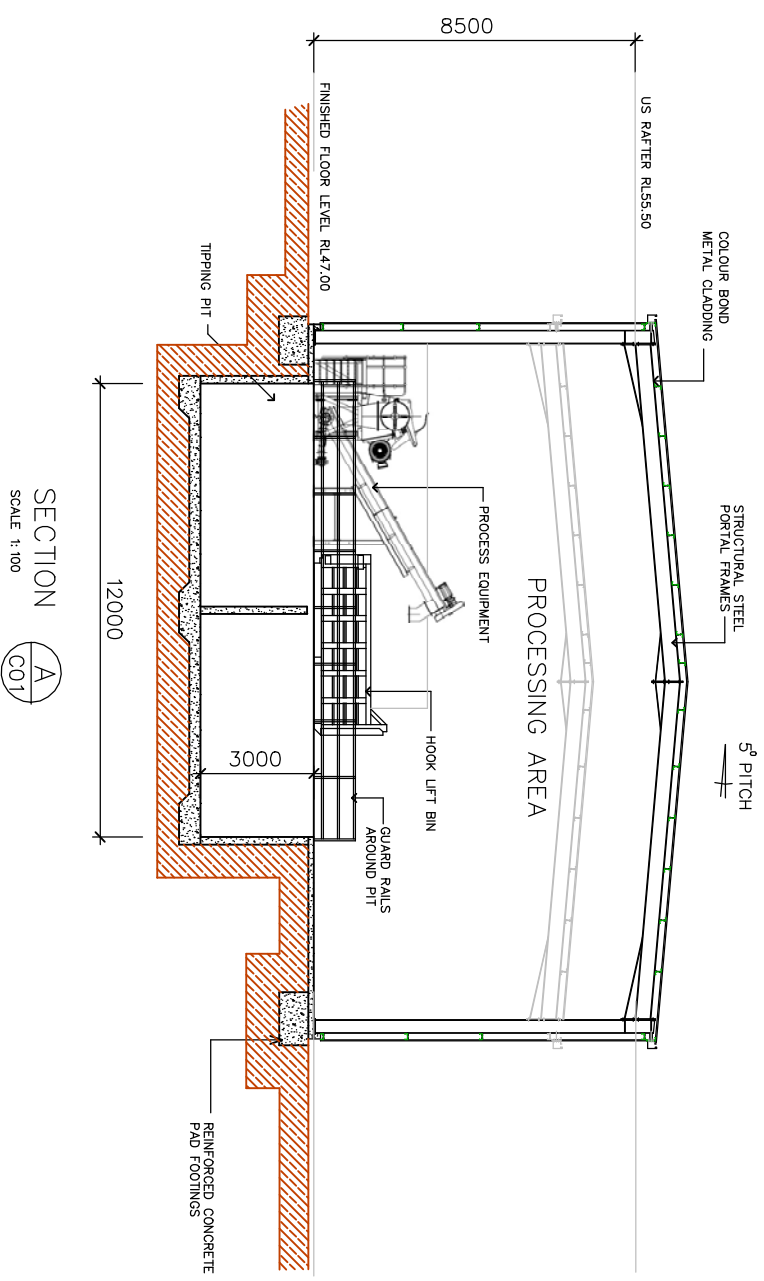 8500
US RAFTER RL55.50
FINISHED FLOOR LEVEL RL47.00
COLOUR BOND
METAL CLADDING
STRUCTURAL STEEL
PORTAL FRAMES
5° PITCH
PROCESSING AREA
PROCESS EQUIPMENT
HOOK LIFT BIN
GUARD RAILS
AROUND PIT
TIPPING PIT
3000
12000
REINFORCED CONCRETE
PAD FOOTINGS
SECTION
SCALE 1:100
A
C01